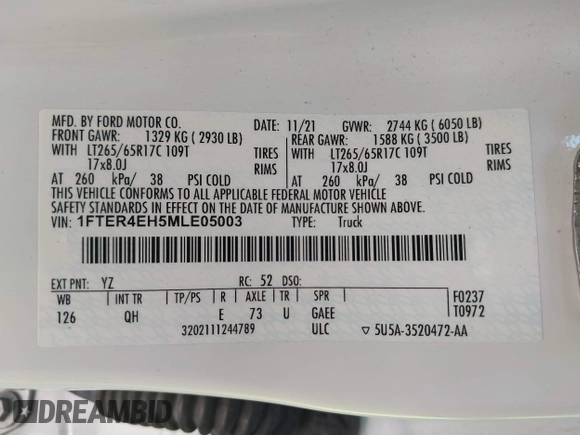 MFD. BY FORD MOTOR CO. DATE: 11/21 GVWR: 2744 KG ( 6050 LB)
FRONT GAWR: 1329 KG ( 2930 LB) REAR GAWR: 1588 KG ( 3500 LB)
WITH LT265/65R17C 109T TIRES WITH LT265/65R17C 109T TIRES
17x8.0J RIMS 17x8.0J RIMS
AT 260 kPa/ 38 PSI COLD AT 260 kPa/ 38 PSI COLD
THIS VEHICLE CONFORMS TO ALL APPLICABLE FEDERAL MOTOR VEHICLE
SAFETY STANDARDS IN EFFECT ON THE DATE OF MANUFACTURE SHOWN ABOVE.
VIN: 1FTER4EH5MLE05003 TYPE: Truck
EXT PNT: YZ RC: 52 DSO:
WB INT TR TP/PS R AXLE TR SPR F0237
126 QH E 73 U GAEE T0972
3202111244789 ULC 5U5A-3520472-AA
DREAMBID